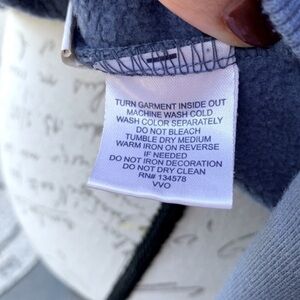 TURN GARMENT INSIDE OUT
MACHINE WASH COLD
WASH COLOR SEPARATELY
DO NOT BLEACH
TUMBLE DRY MEDIUM
WARM IRON ON REVERSE
IF NEEDED
DO NOT IRON DECORATION
DO NOT DRY CLEAN
RN# 134578
VVO